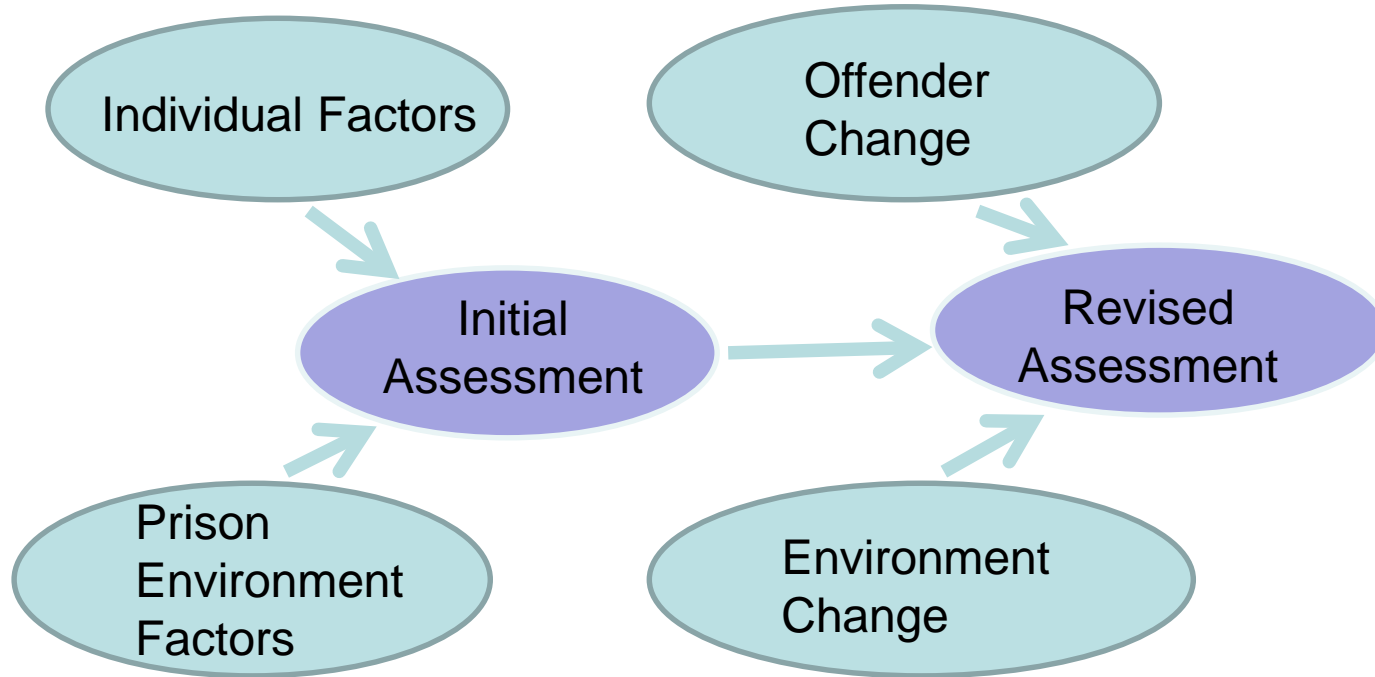 Individual Factors
Offender
Change
Initial
Assessment
Revised
Assessment
Prison
Environment
Factors
Environment
Change